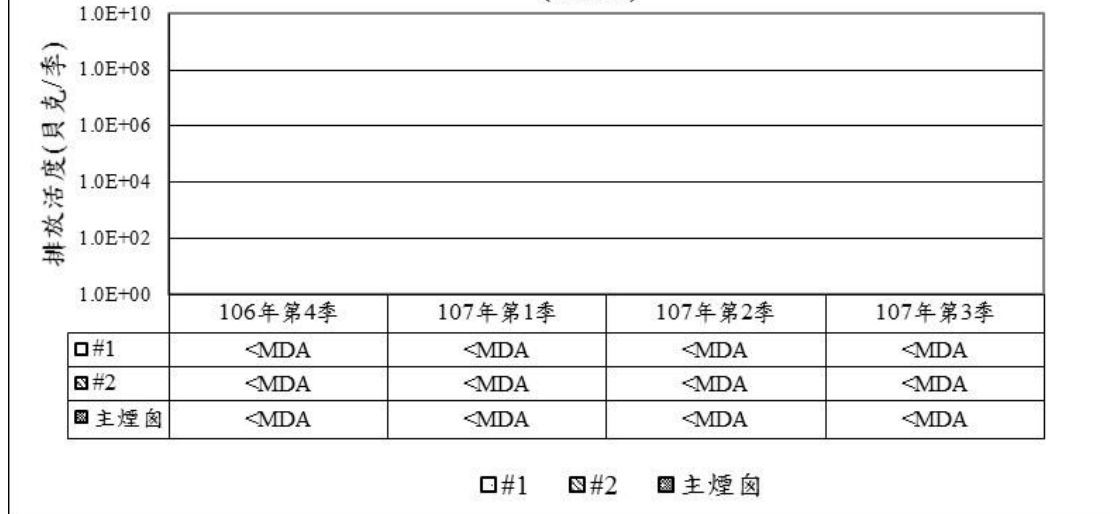 1.0E+10
1.0E+08
1.0E+06
1.0E+04
1.0E+02
1.0E+00
排放活度(貝克/季)
106年第4季 107年第1季 107年第2季 107年第3季
#1 <MDA <MDA <MDA <MDA
#2 <MDA <MDA <MDA <MDA
主煙囪 <MDA <MDA <MDA <MDA
#1 #2 主煙囪